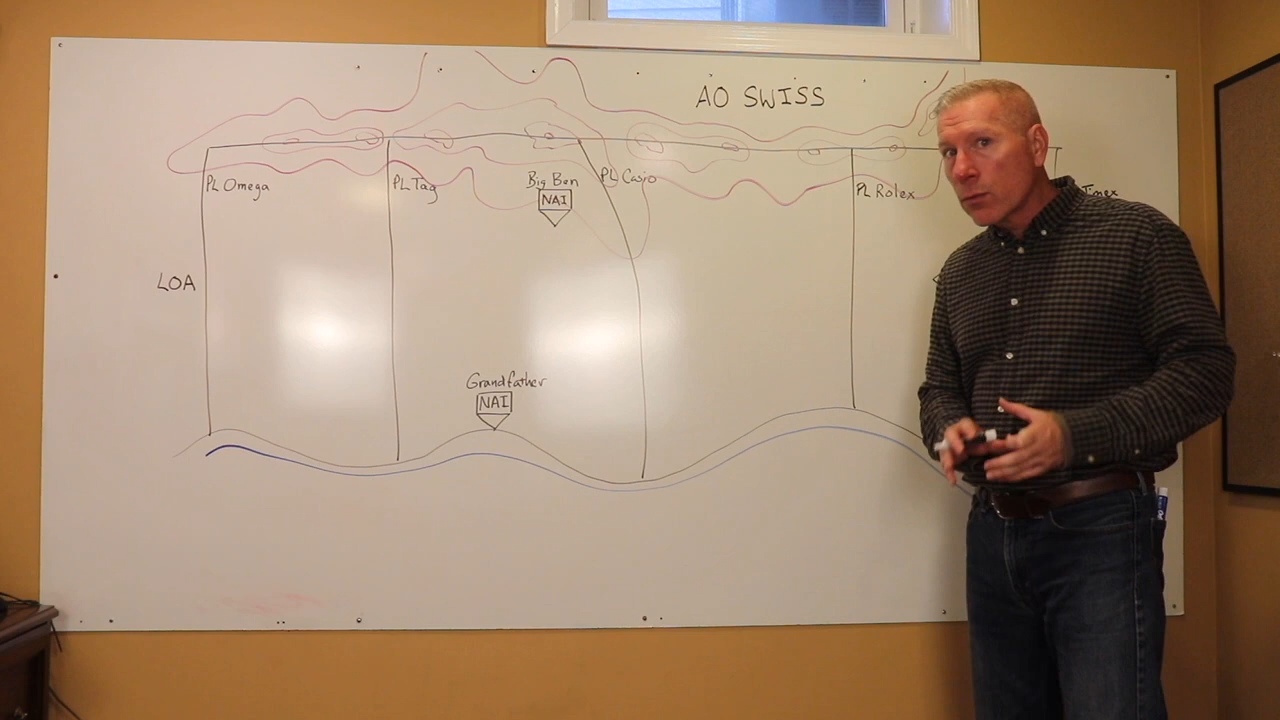 AO SWISS
PL Omega
PL Tag
Big Ben
NAI
PL Casio
PL Rolex
LOA
Grandfather
NAI